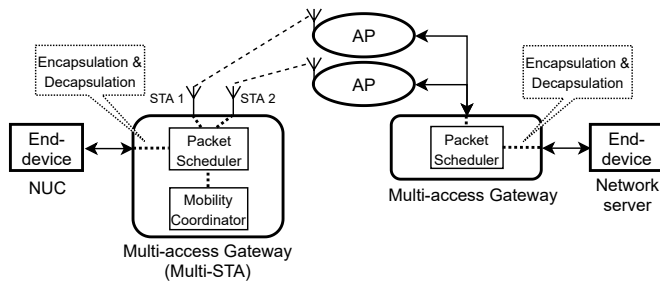 Encapsulation &
Decapsulation
STA 1
STA 2
AP
AP
Encapsulation &
Decapsulation
End-
device
NUC
Packet
Scheduler
Mobility
Coordinator
Multi-access Gateway
(Multi-STA)
Packet
Scheduler
Multi-access Gateway
End-
device
Network
server